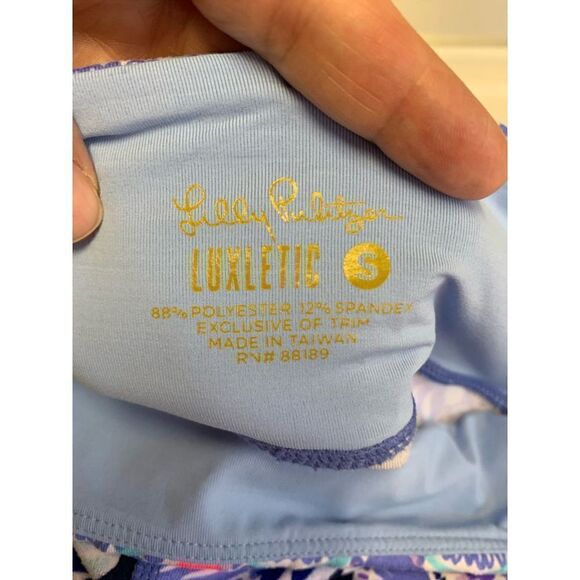 Lilly Pulitzer
LUXLETIC S
88% POLYESTER 12% SPANDEX
EXCLUSIVE OF TRIM
MADE IN TAIWAN
RN# 88189